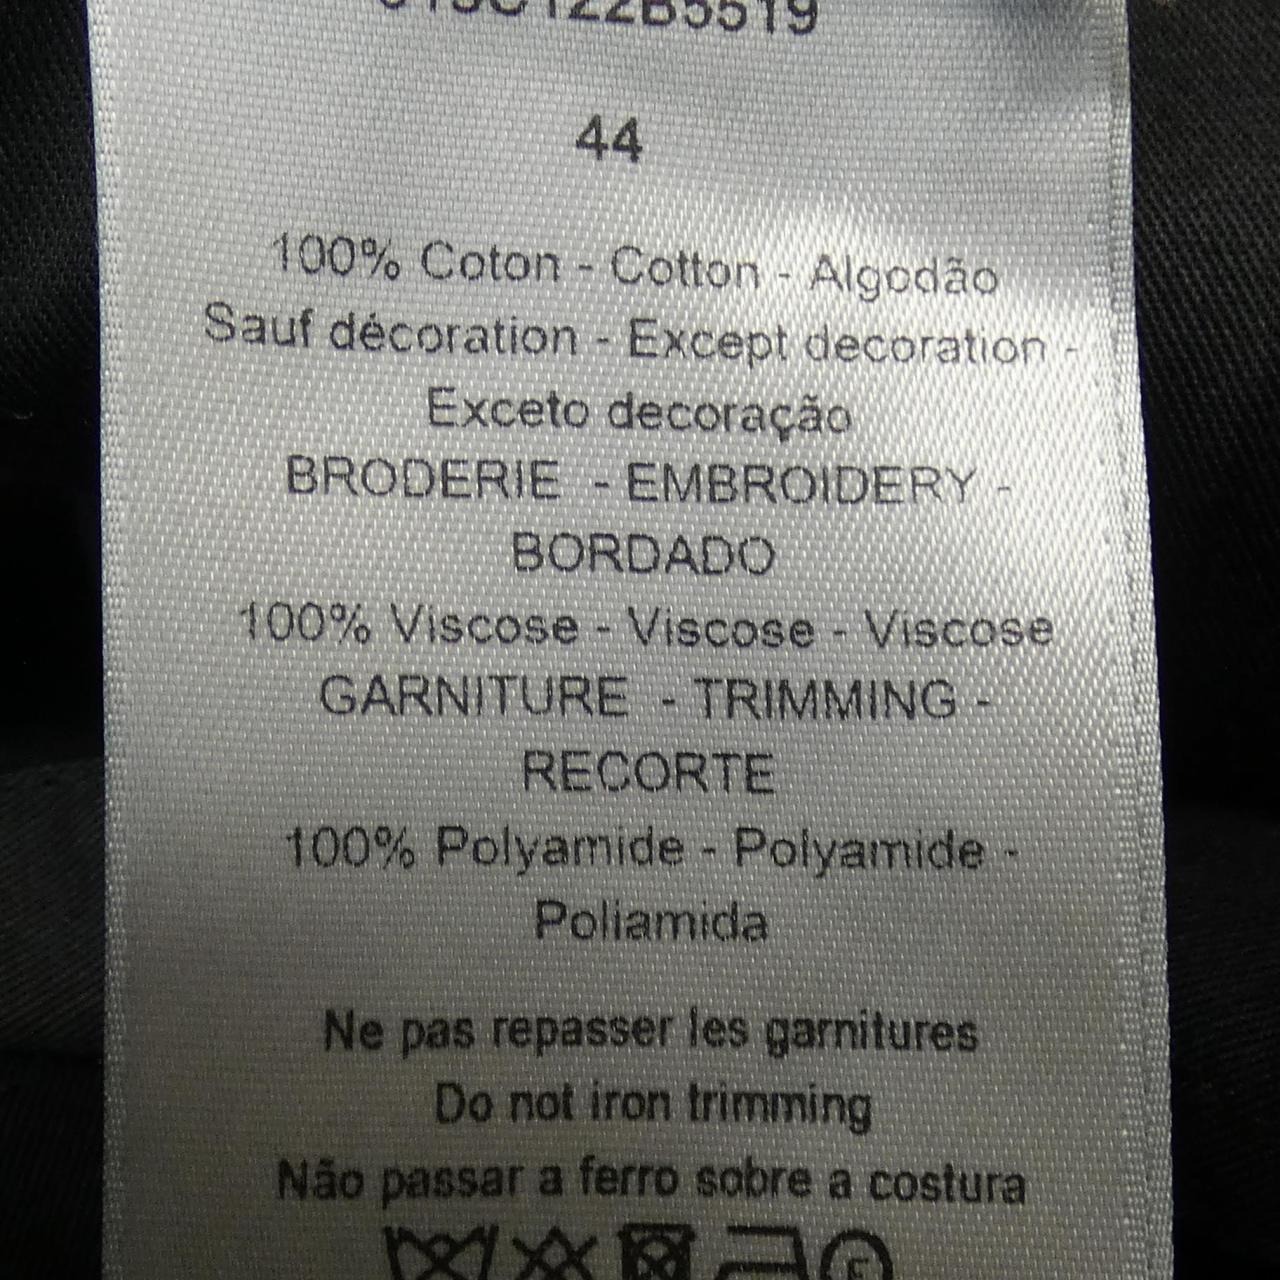 44
100% Coton - Cotton - Algodão
Sauf décoration - Except decoration -
Exceto decoração
BRODERIE - EMBROIDERY -
BORDADO
100% Viscose - Viscose - Viscose
GARNITURE - TRIMMING -
RECORTE
100% Polyamide - Polyamide -
Poliamida
Ne pas repasser les garnitures
Do not iron trimming
Não passar a ferro sobre a costura